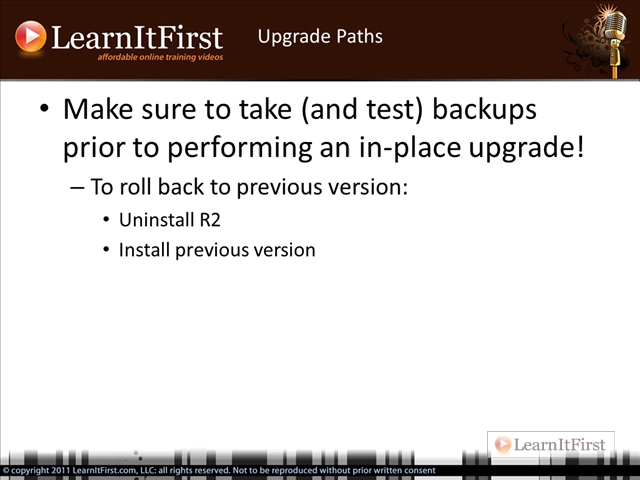 LearnItFirst
affordable online training videos
Upgrade Paths
• Make sure to take (and test) backups
prior to performing an in-place upgrade!
– To roll back to previous version:
• Uninstall R2
• Install previous version
LearnItFirst
© copyright 2011 LearnItFirst.com, LLC: all rights reserved. Not to be reproduced without prior written consent